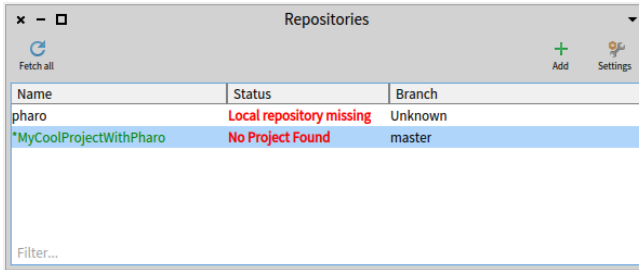 Repositories
Fetch all Add Settings
Name Status Branch
pharo Local repository missing Unknown
*MyCoolProjectWithPharo No Project Found master
Filter...